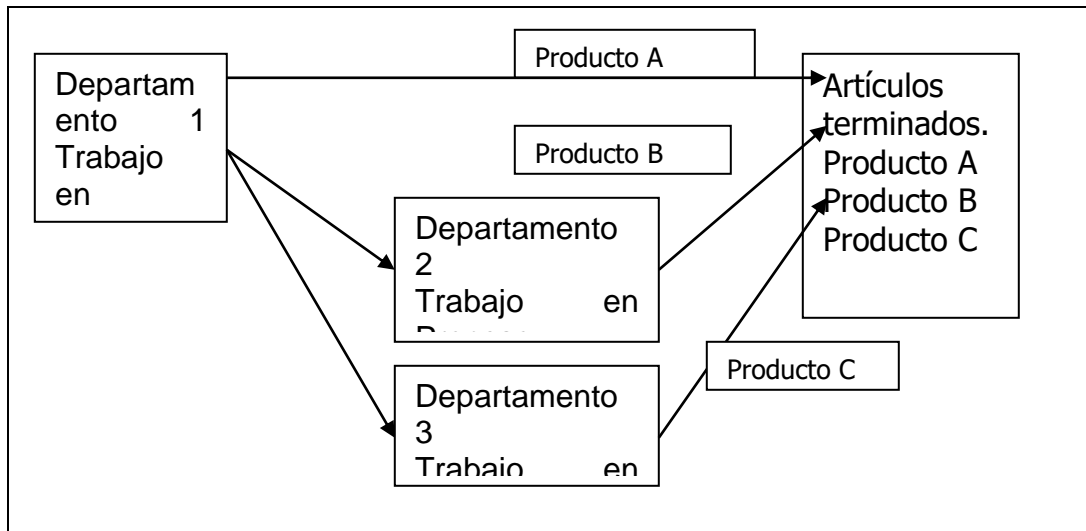 Departam
ento 1
Trabajo
en
Producto A
Producto B
Departamento
2
Trabajo en
Departamento
3
Trabajo en
Producto C
Artículos
terminados.
Producto A
Producto B
Producto C